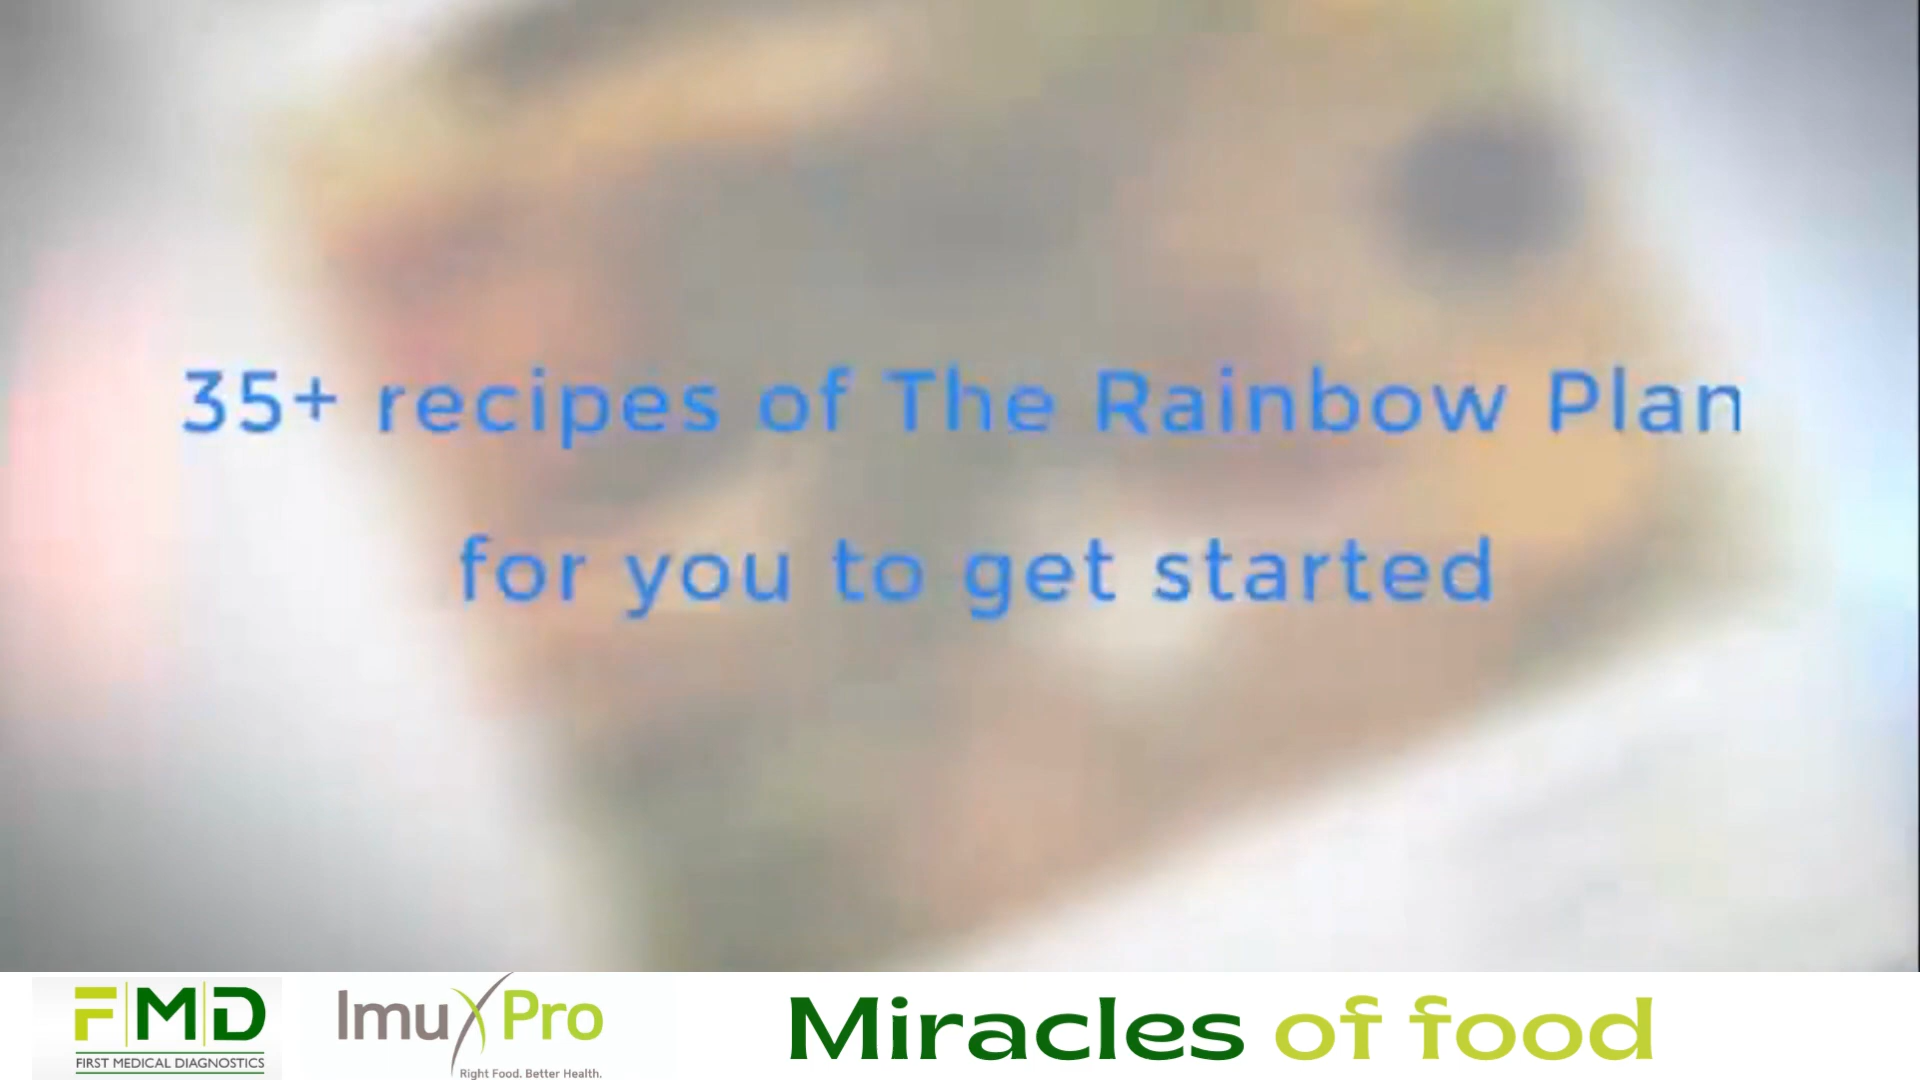 35+ recipes of The Rainbow Plan
for you to get started
FMD
FIRST MEDICAL DIAGNOSTICS
ImuPro
Right Food. Better Health.
Miracles of food